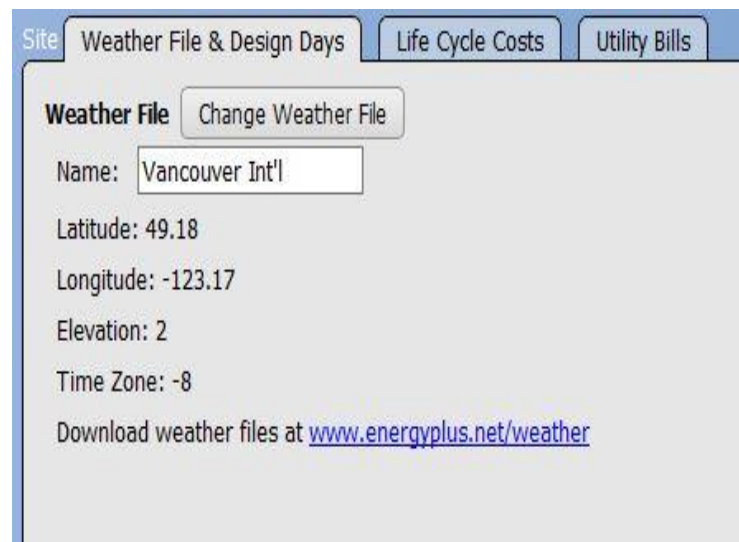 Site Weather File & Design Days Life Cycle Costs Utility Bills
Weather File Change Weather File
Name: Vancouver Int'l
Latitude: 49.18
Longitude: -123.17
Elevation: 2
Time Zone: -8
Download weather files at www.energyplus.net/weather